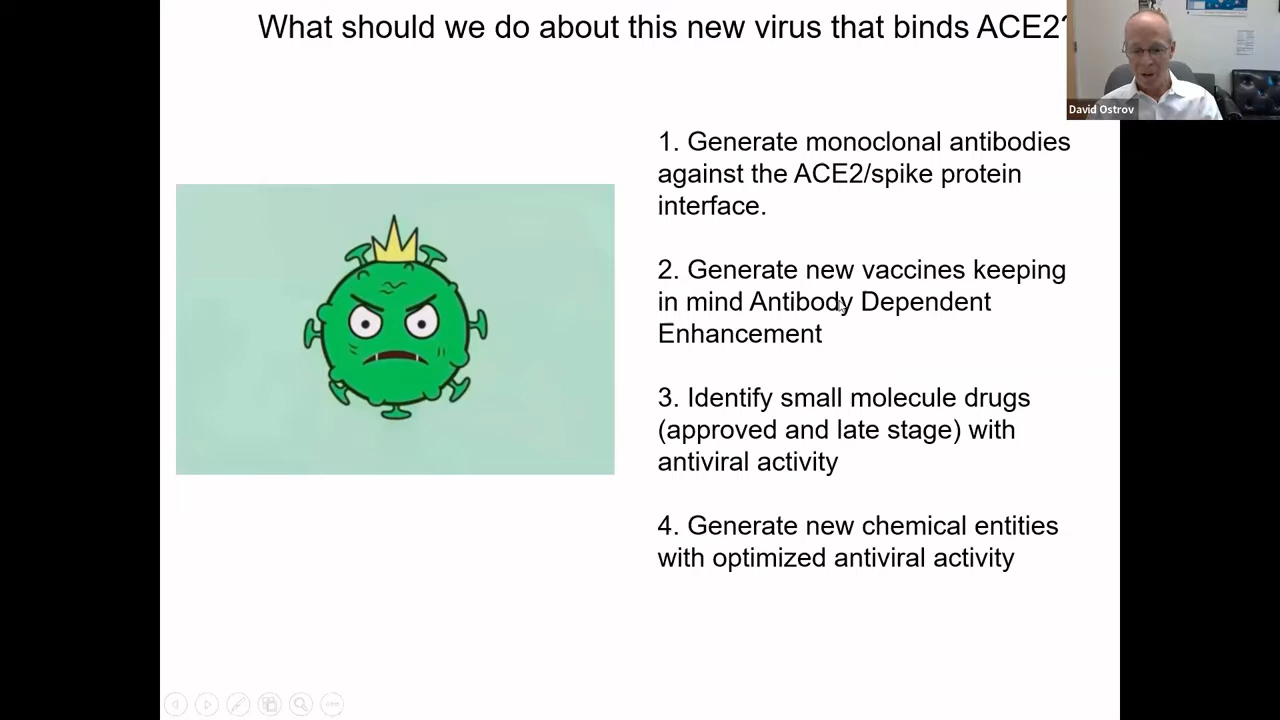 What should we do about this new virus that binds ACE2?
David Ostrov
1. Generate monoclonal antibodies
against the ACE2/spike protein
interface.
2. Generate new vaccines keeping
in mind Antibody Dependent
Enhancement
3. Identify small molecule drugs
(approved and late stage) with
antiviral activity
4. Generate new chemical entities
with optimized antiviral activity